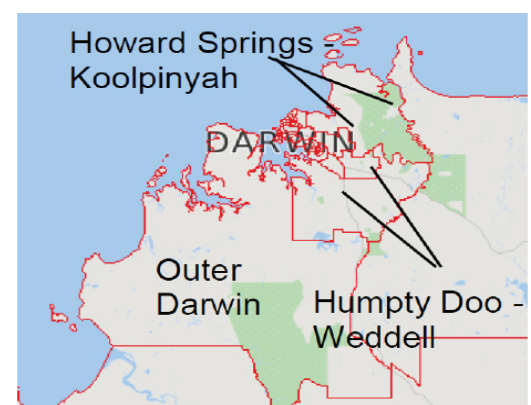 Howard Springs -
Koolpinyah
DARWIN
Outer
Darwin
Humpty Doo -
Weddell